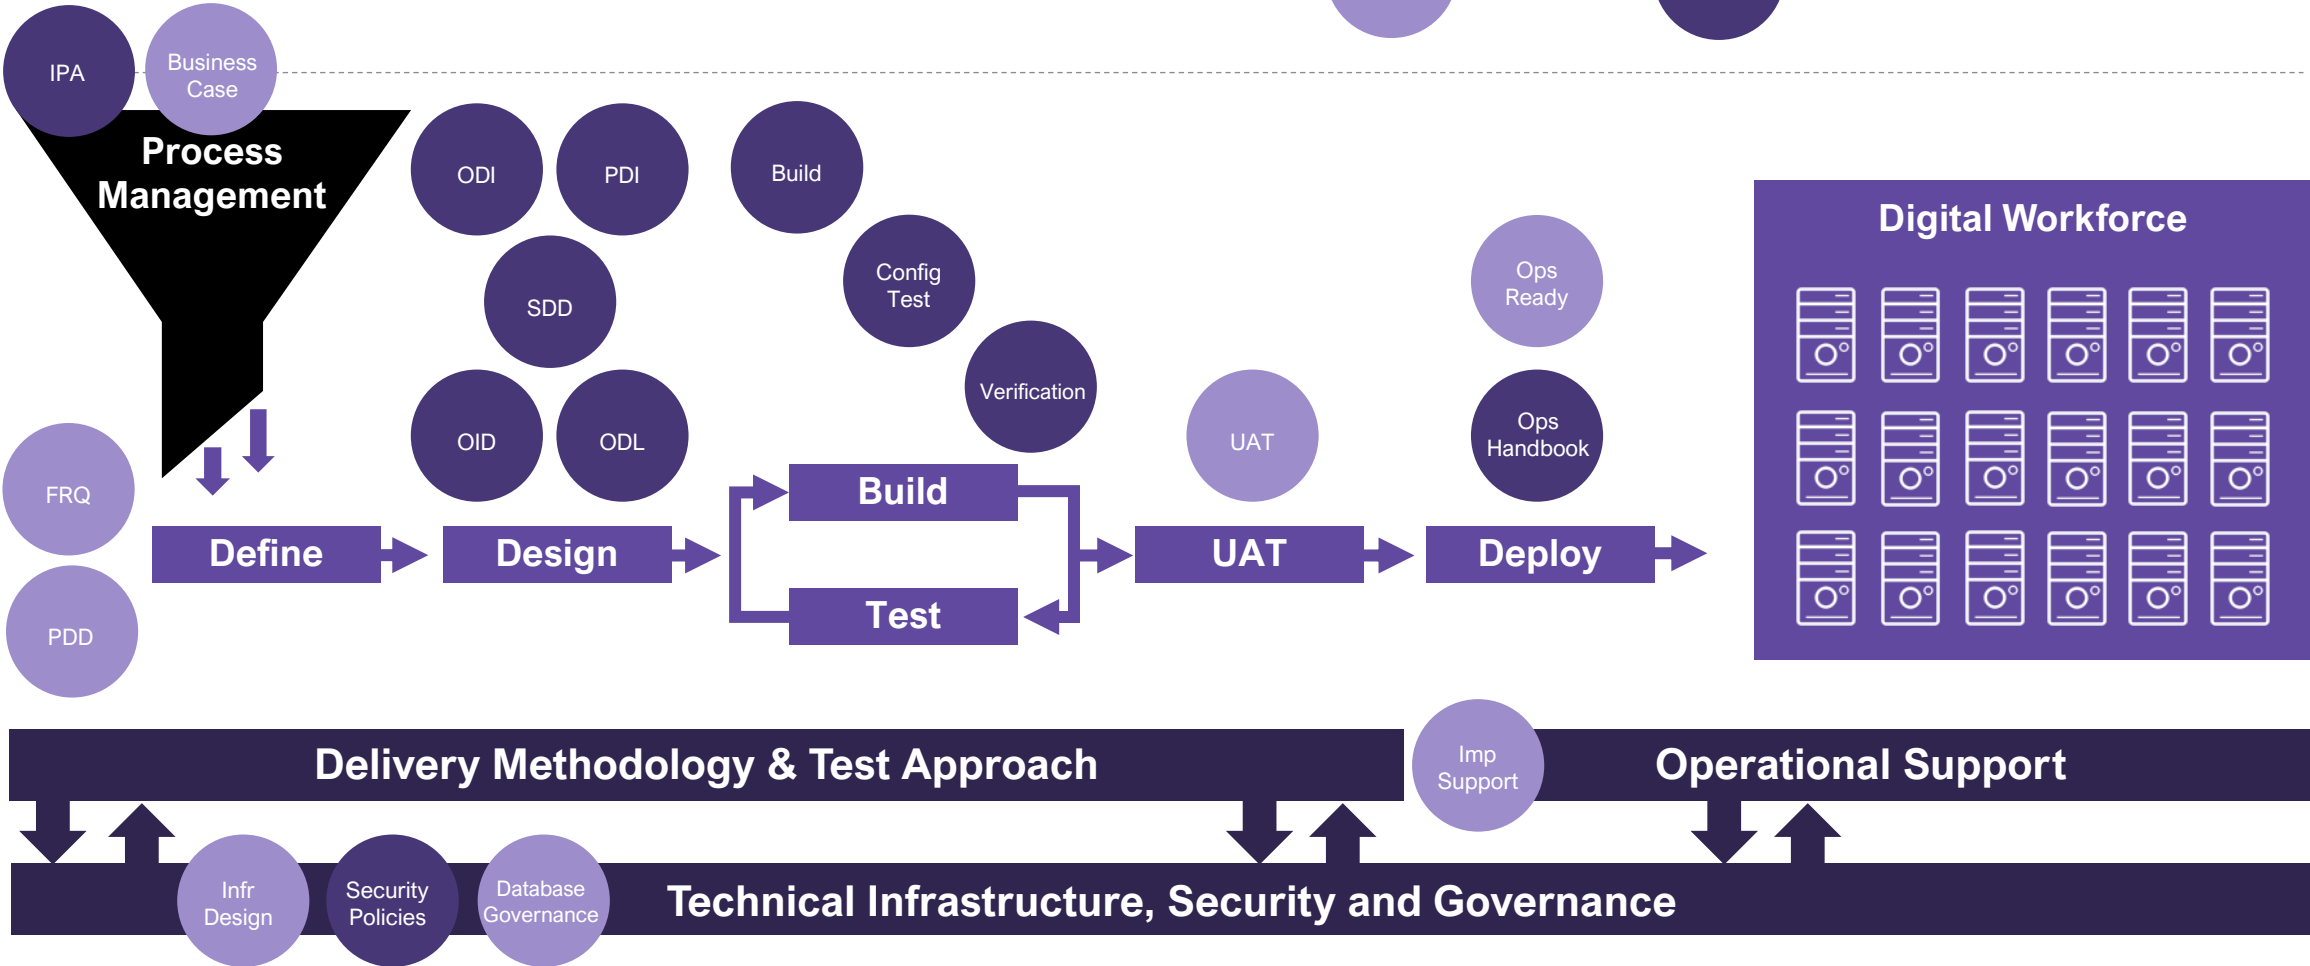 IPA
Business
Case
Process
Management
ODI
PDI
Build
SDD
Config
Test
Verification
OID
ODL
UAT
Ops
Ready
Ops
Handbook
Digital Workforce
FRQ
PDD
Define
Design
Build
Test
UAT
Deploy
Delivery Methodology & Test Approach
Imp
Support
Operational Support
Infr
Design
Security
Policies
Database
Governance
Technical Infrastructure, Security and Governance